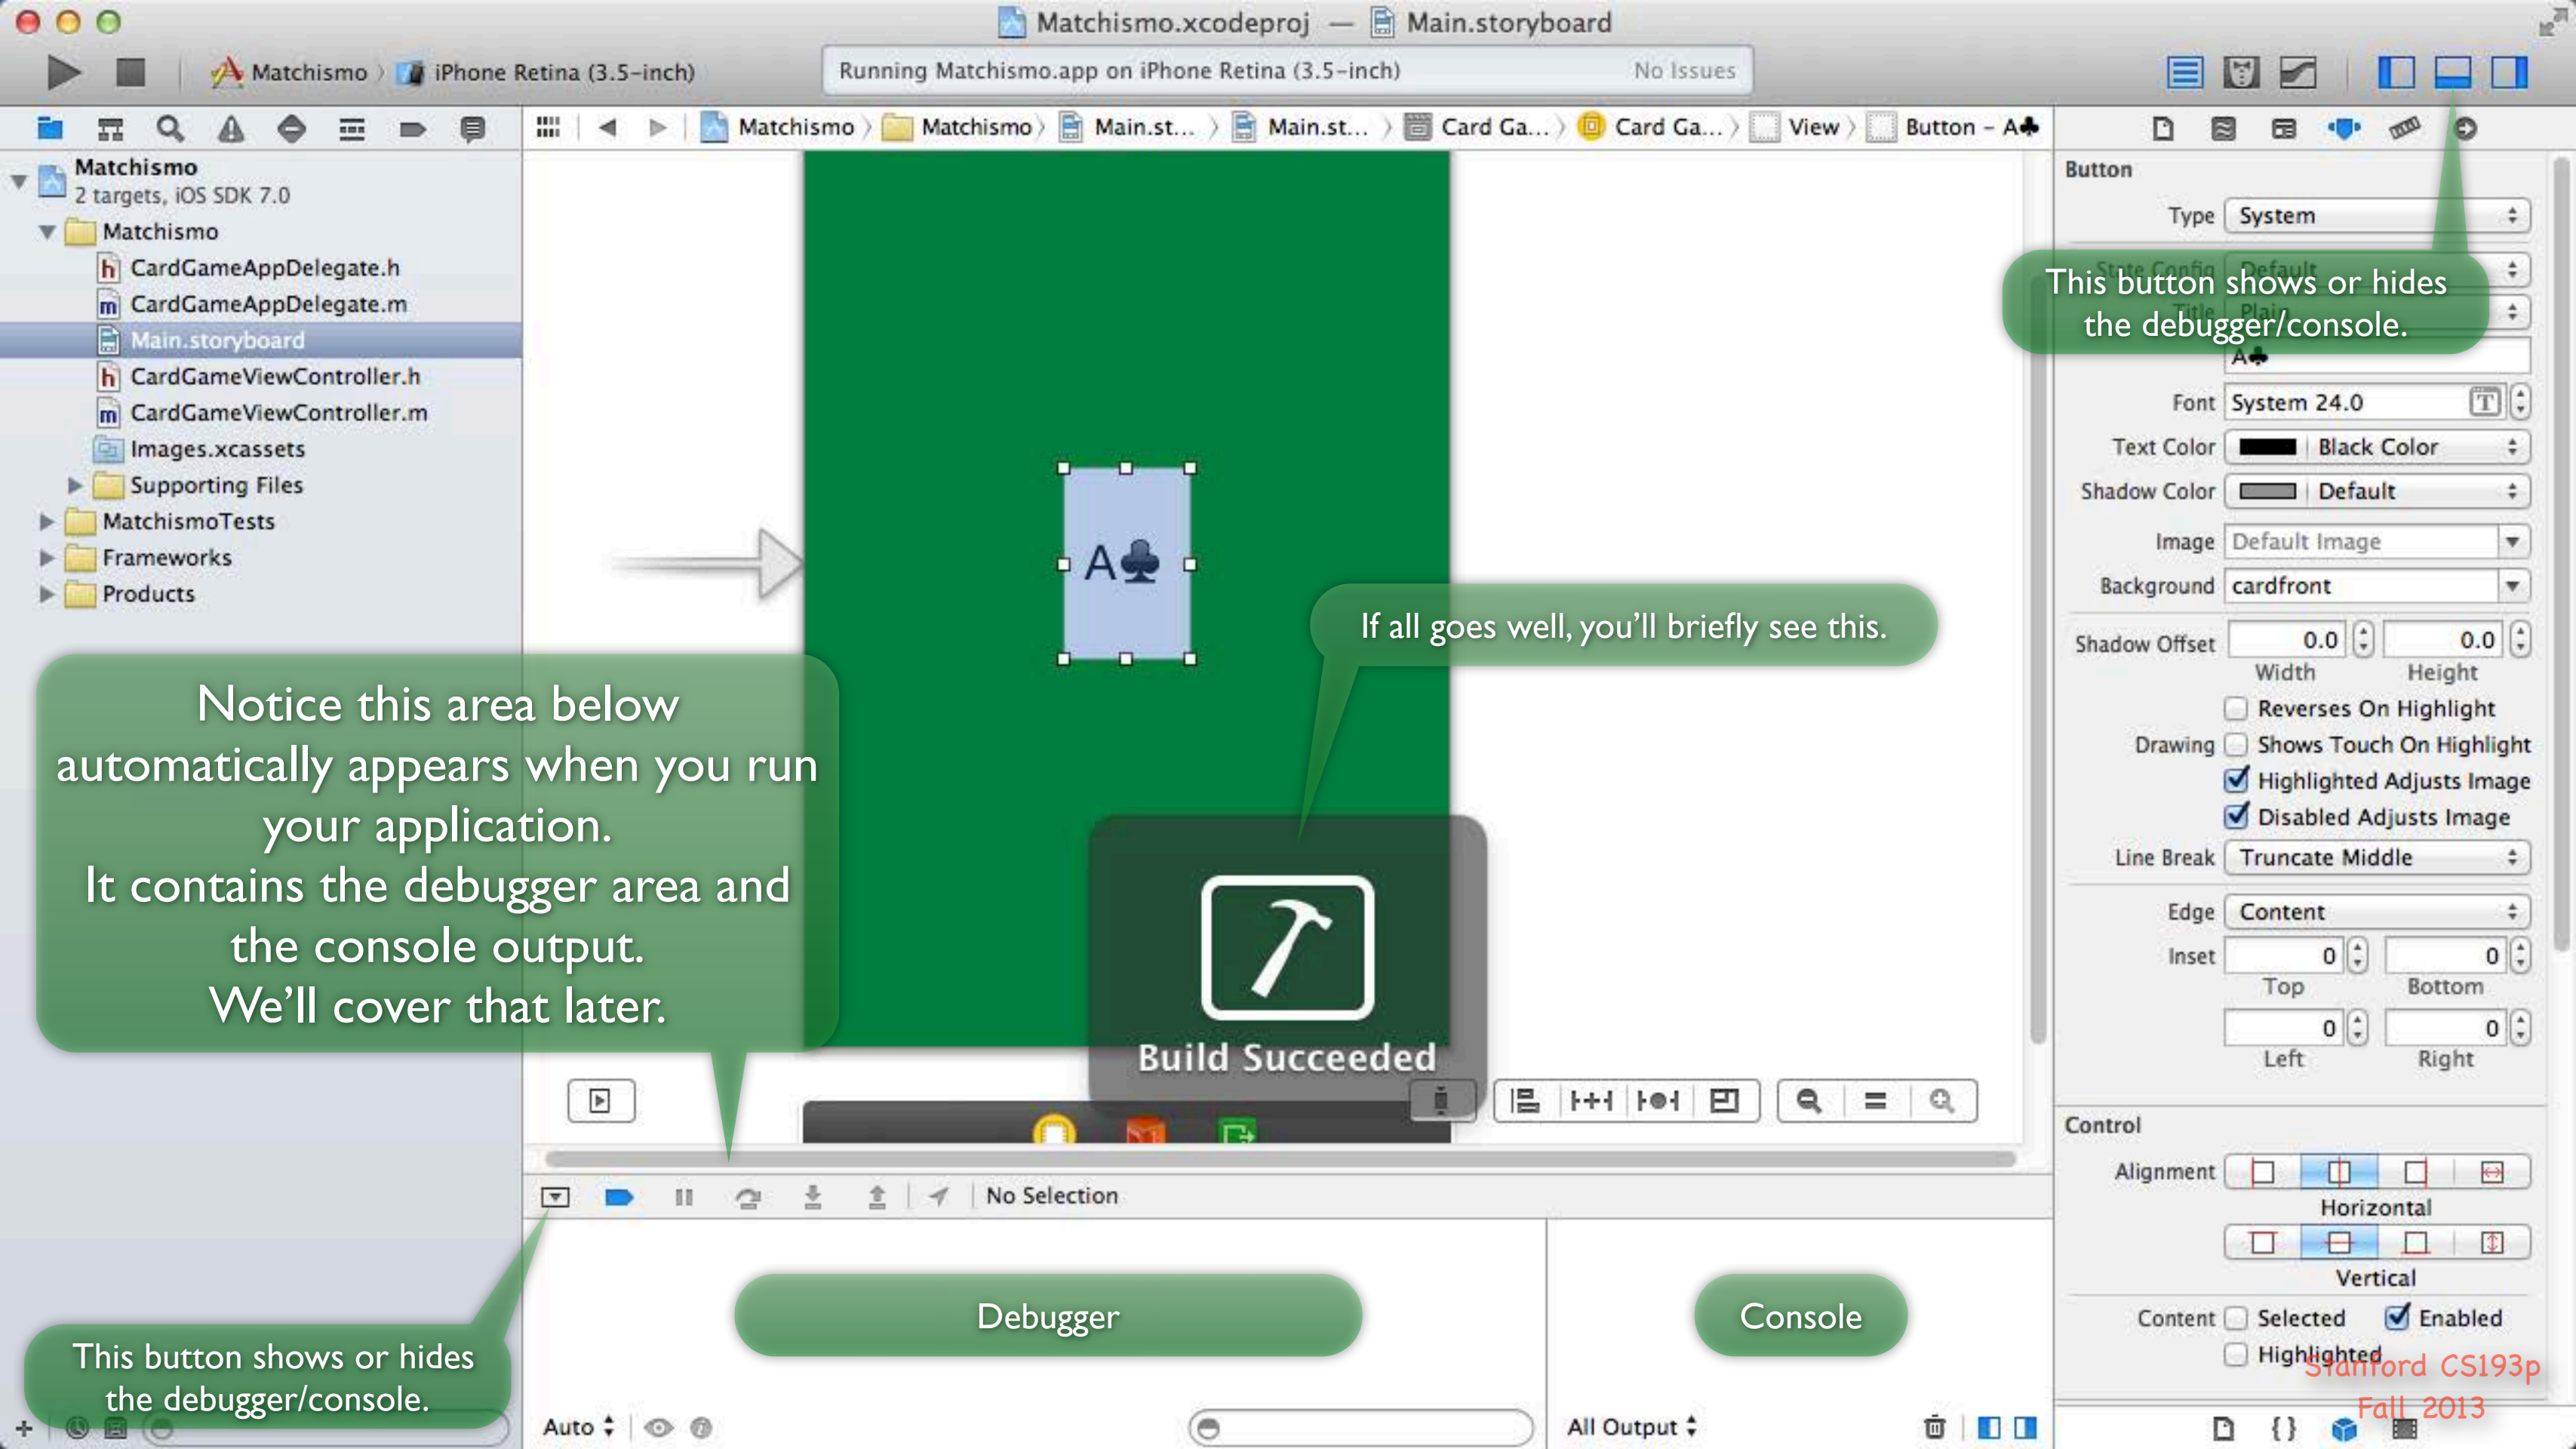 Matchismo.xcodeproj — Main.storyboard
Matchismo 〉 iPhone Retina (3.5-inch)
Running Matchismo.app on iPhone Retina (3.5-inch)
No Issues
Matchismo 〉 Matchismo 〉 Main.st... 〉 Main.st... 〉 Card Ga... 〉 Card Ga... 〉 View 〉 Button - A♣
Matchismo
2 targets, iOS SDK 7.0
Matchismo
h CardGameAppDelegate.h
m CardGameAppDelegate.m
Main.storyboard
h CardGameViewController.h
m CardGameViewController.m
Images.xcassets
Supporting Files
MatchismoTests
Frameworks
Products
A♣
If all goes well, you'll briefly see this.
Notice this area below
automatically appears when you run
your application.
It contains the debugger area and
the console output.
We'll cover that later.
Build Succeeded
No Selection
Debugger
Console
This button shows or hides
the debugger/console.
Auto
All Output
Button
Type System
State Config Default
This button shows or hides
the debugger/console.
Title Plain
A♣
Font System 24.0
Text Color Black Color
Shadow Color Default
Image Default Image
Background cardfront
Shadow Offset 0.0 0.0
Width Height
Reverses On Highlight
Drawing Shows Touch On Highlight
Highlighted Adjusts Image
Disabled Adjusts Image
Line Break Truncate Middle
Edge Content
Inset 0 0
Top Bottom
0 0
Left Right
Control
Alignment
Horizontal
Vertical
Content Selected Enabled
Highlighted
Stanford CS193p
Fall 2013